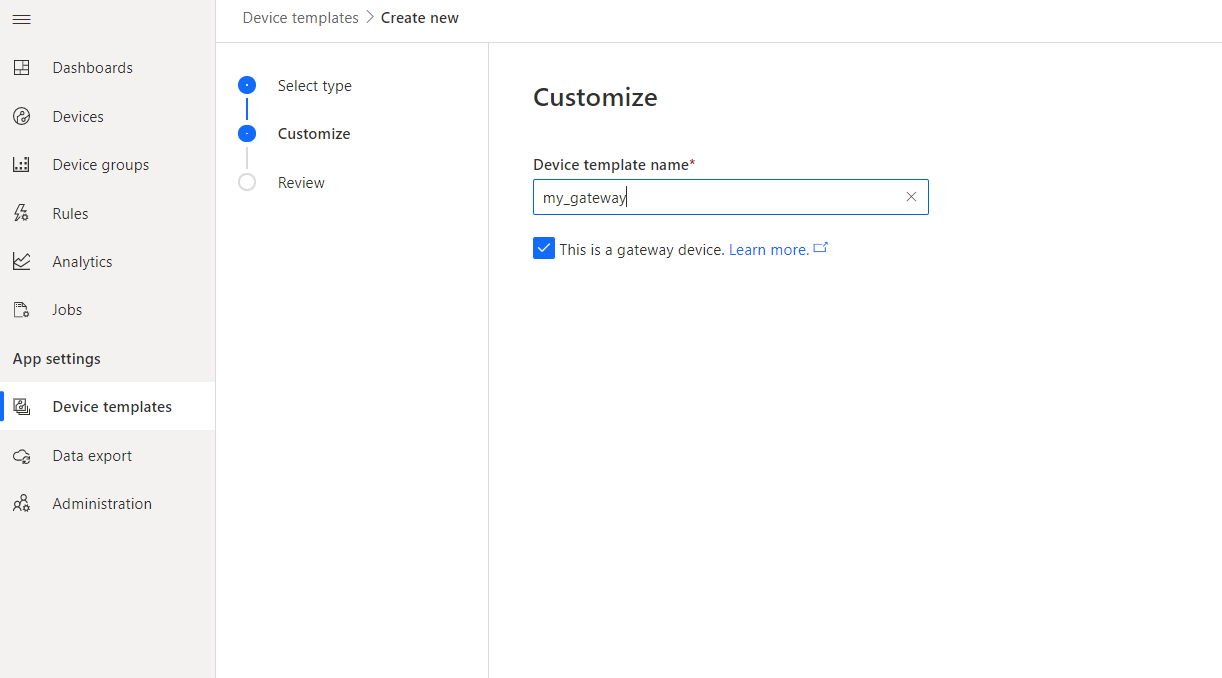 Device templates > Create new
Dashboards
Devices
Device groups
Rules
Analytics
Jobs
App settings
Device templates
Data export
Administration
Select type
Customize
Review
Customize
Device template name*
my_gateway
This is a gateway device. Learn more.